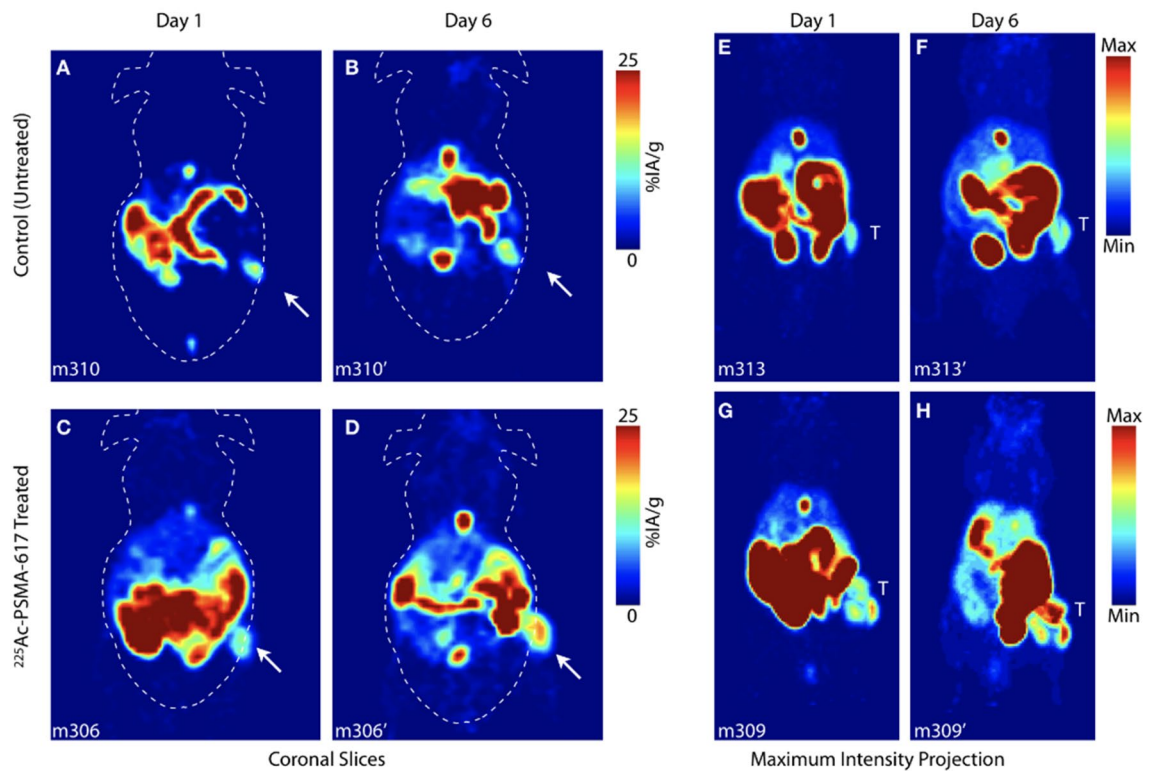 Day 1
Day 6
Day 1
Day 6
Control (Untreated)
A
B
25
%IA/g
0
m310
m310′
E
F
Max
T
T
Min
m313
m313′
²²⁵Ac-PSMA-617 Treated
C
D
25
%IA/g
0
m306
m306′
G
H
Max
T
T
Min
m309
m309′
Coronal Slices
Maximum Intensity Projection